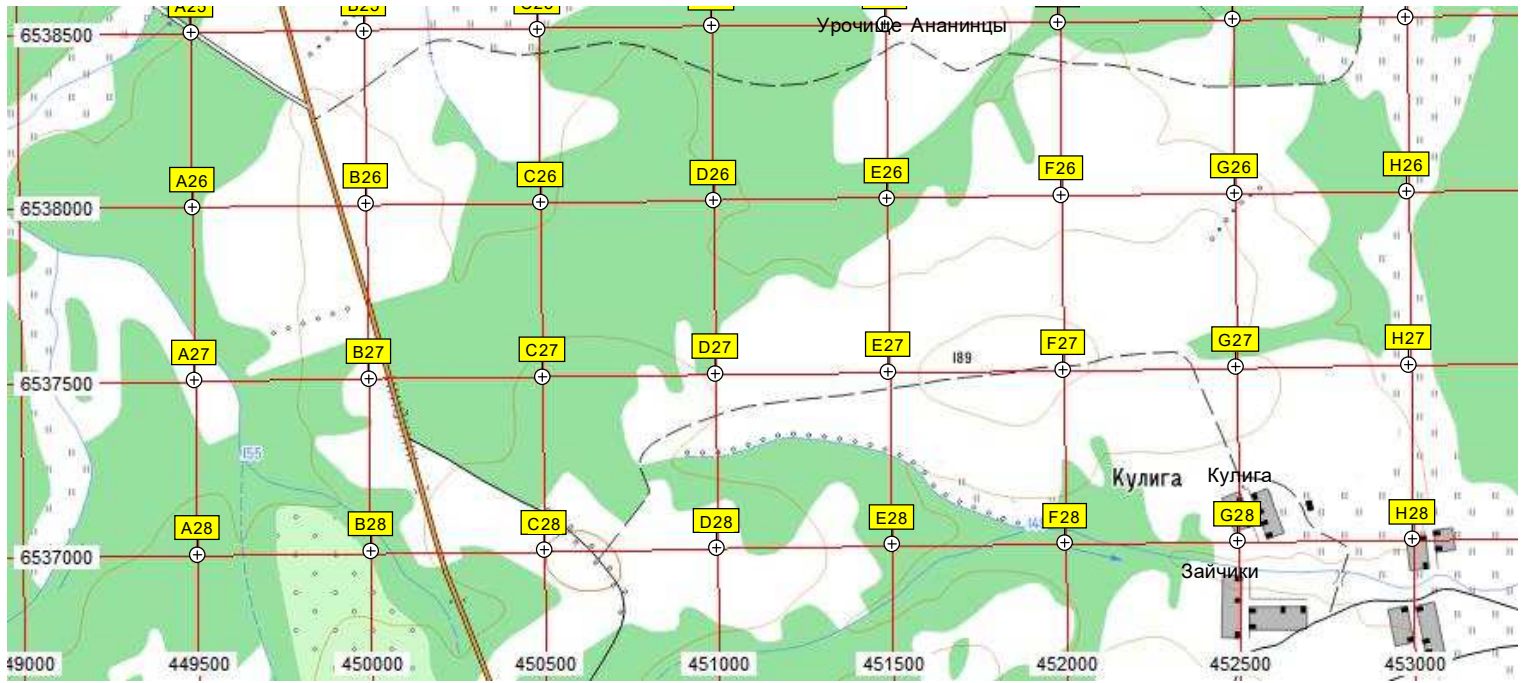 A25 B25
Урочище Ананинцы
6538500
A26 B26 C26 D26 E26 F26 G26 H26
6538000
A27 B27 C27 D27 E27 189 F27 G27 H27
6537500
155 Кулига Кулига
A28 B28 C28 D28 E28 F28 G28 H28
6537000
Зайчики
449500 450000 450500 451000 451500 452000 452500 453000